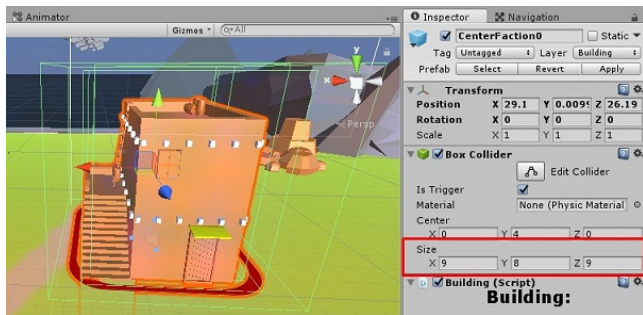 Animator
Gizmos
All
y
x
Persp
Inspector
Navigation
CenterFaction0
Static
Tag Untagged Layer Building
Prefab Select Revert Apply
Transform
Position X 29.1 Y 0.009 Z 26.19
Rotation X 0 Y 0 Z 0
Scale X 1 Y 1 Z 1
Box Collider
Edit Collider
Is Trigger
Material None (Physic Material)
Center
X 0 Y 4 Z 0
Size
X 9 Y 8 Z 9
Building (Script)
Building: